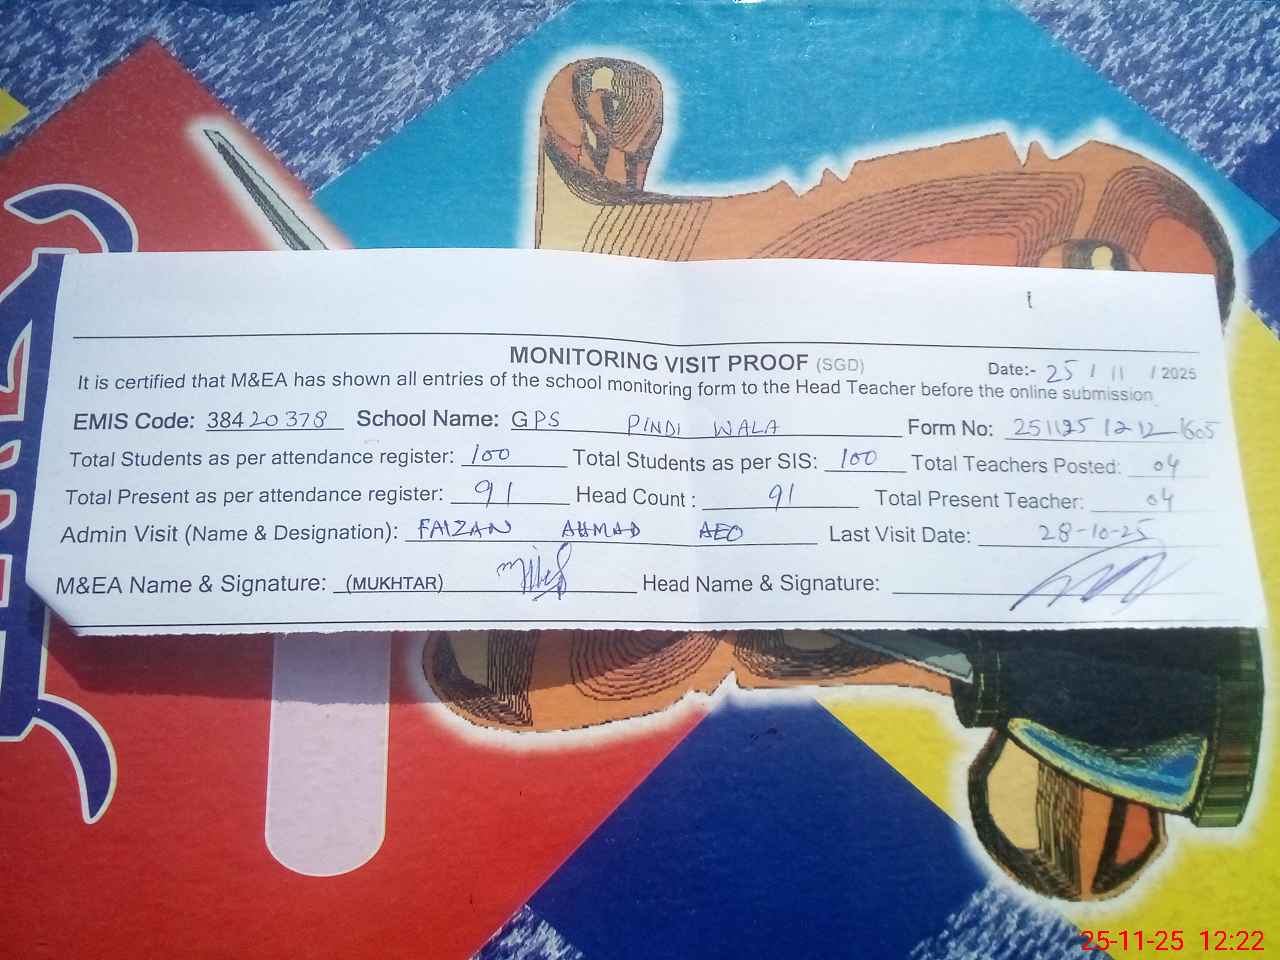 MONITORING VISIT PROOF (SGD) Date:- 25 / 11 / 2025
It is certified that M&EA has shown all entries of the school monitoring form to the Head Teacher before the online submission
EMIS Code: 38420378 School Name: GPS PINDI WALA Form No: 251125 1212 1605
Total Students as per attendance register: 100 Total Students as per SIS: 100 Total Teachers Posted: 04
Total Present as per attendance register: 91 Head Count : 91 Total Present Teacher: 04
Admin Visit (Name & Designation): FAIZAN AHMAD AEO Last Visit Date: 28-10-25
M&EA Name & Signature: (MUKHTAR) Head Name & Signature:
25-11-25 12:22